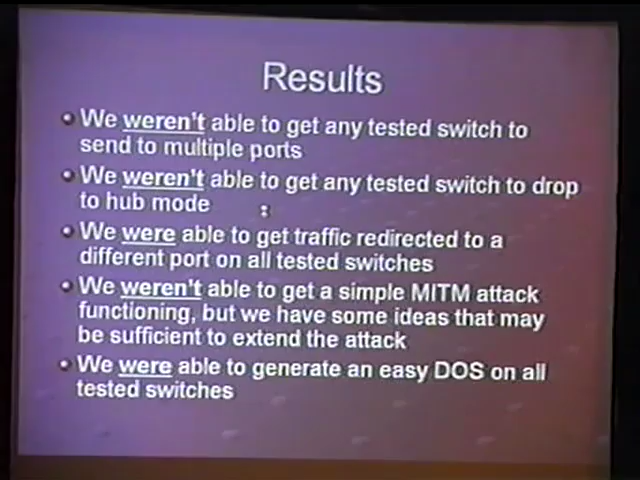 Results
We weren't able to get any tested switch to
send to multiple ports
We weren't able to get any tested switch to drop
to hub mode
We were able to get traffic redirected to a
different port on all tested switches
We weren't able to get a simple MITM attack
functioning, but we have some ideas that may
be sufficient to extend the attack
We were able to generate an easy DOS on all
tested switches